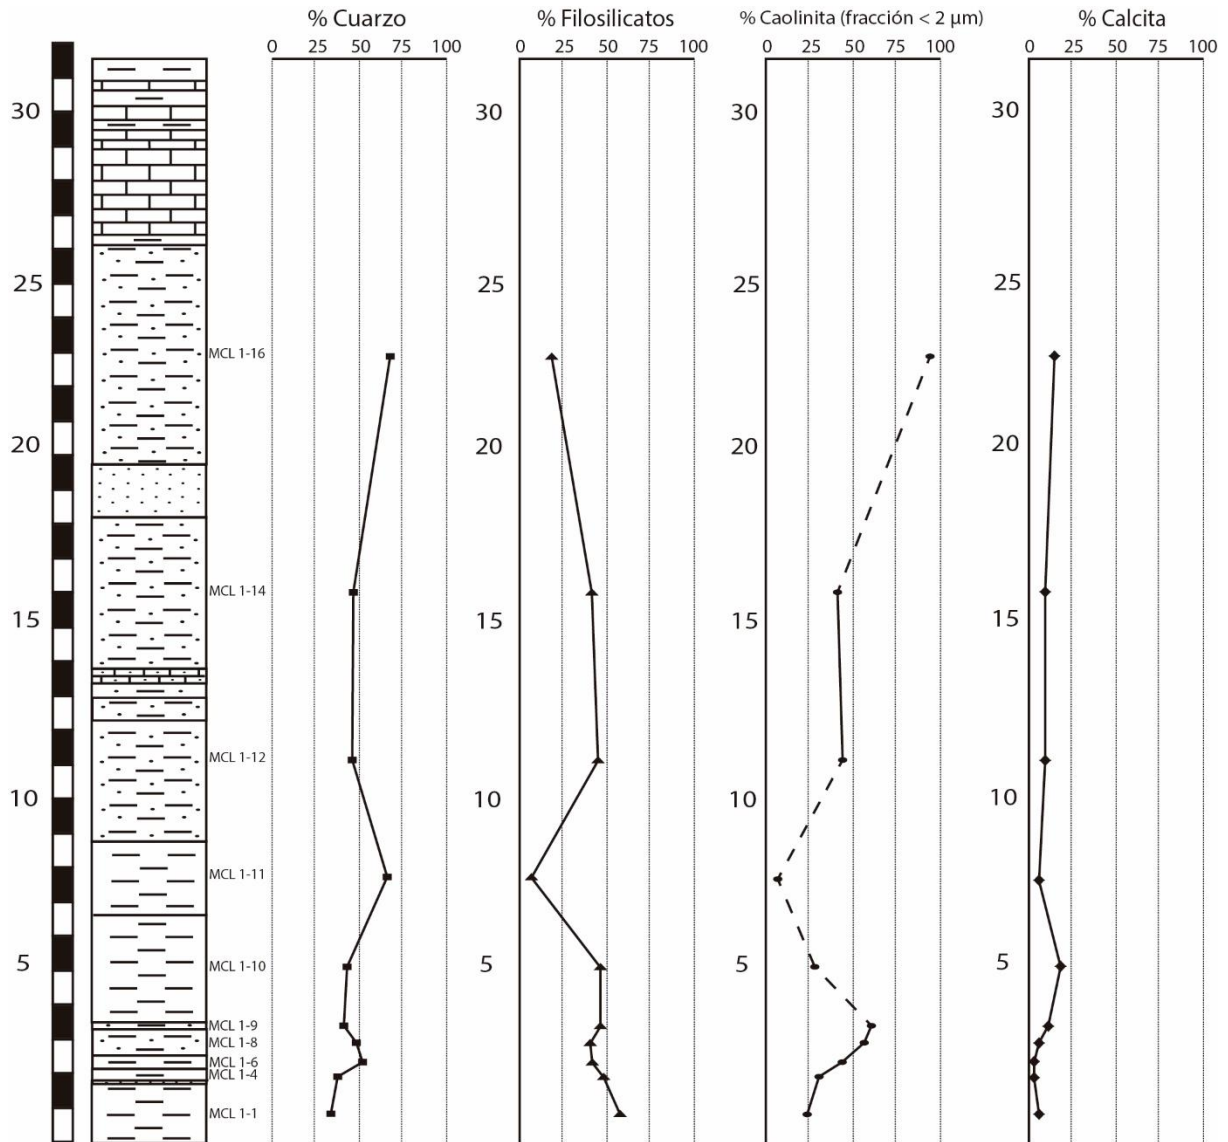 % Cuarzo % Filosilicatos % Caolinita (fracción < 2 µm) % Calcita
0 25 50 75 100 0 25 50 75 100 0 25 50 75 100 0 25 50 75 100
30 30 30 30
25 25 25 25
MCL 1-16
20 20 20 20
15 15 15 15
MCL 1-14
MCL 1-12
10 10 10 10
MCL 1-11
5 5 5 5
MCL 1-10
MCL 1-9
MCL 1-8
MCL 1-6
MCL 1-4
MCL 1-1